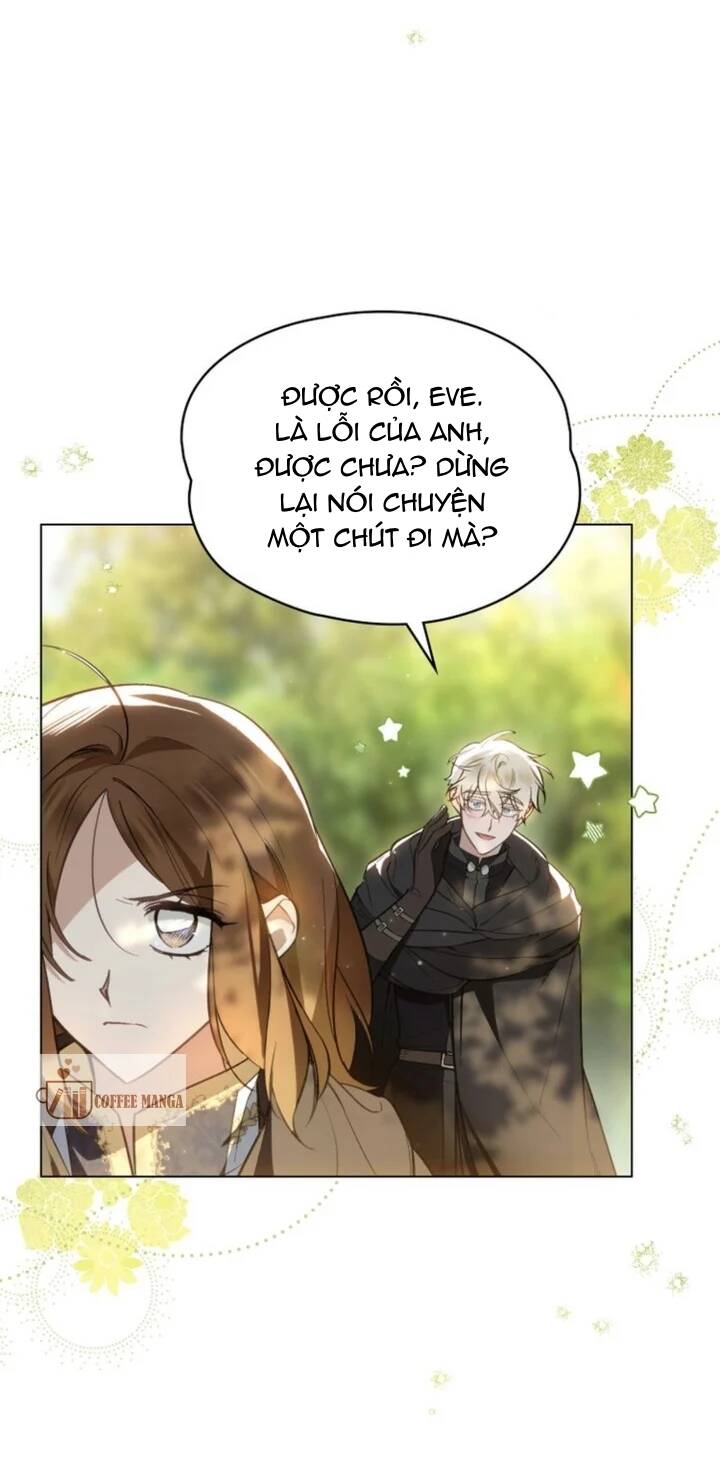 ĐƯỢC RỒI, EVE.
LÀ LỖI CỦA ANH,
ĐƯỢC CHƯA? DỪNG
LẠI NÓI CHUYỆN
MỘT CHÚT ĐI MÀ?
COFFEE MANGA